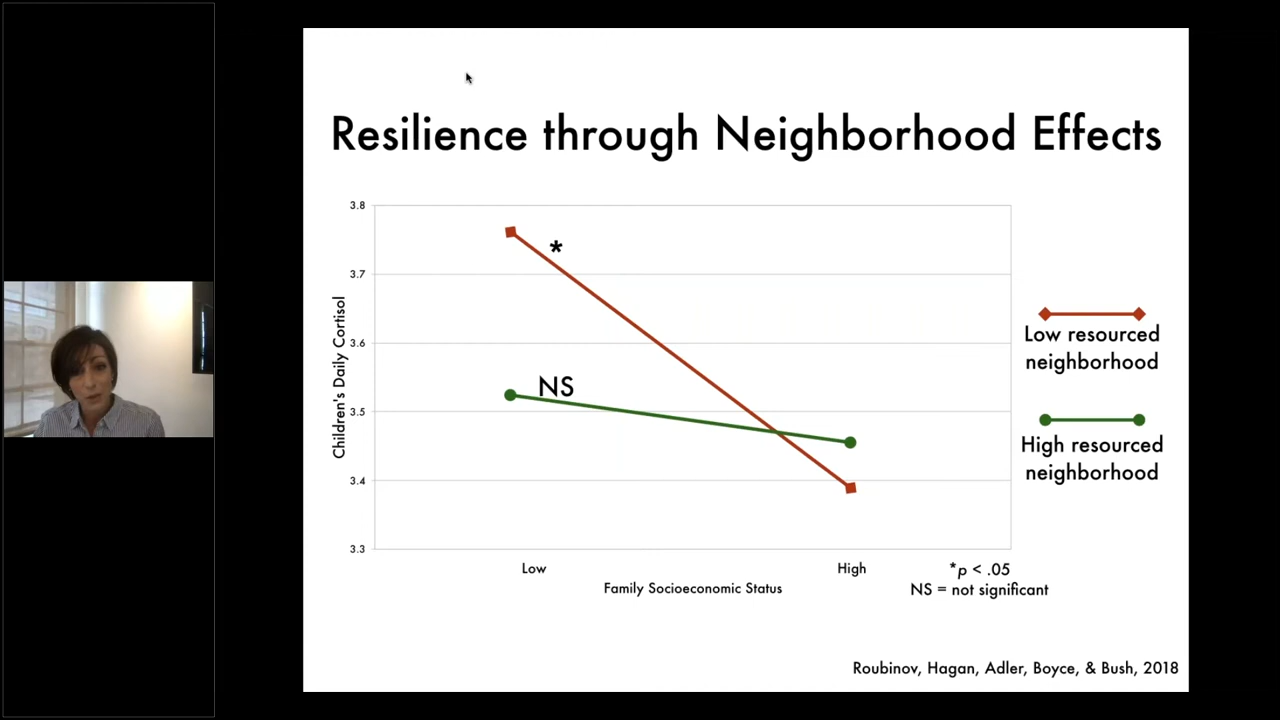 Resilience through Neighborhood Effects
3.8
3.7
3.6
3.5
3.4
3.3
Children's Daily Cortisol
*
NS
Low
High
Family Socioeconomic Status
*p < .05
NS = not significant
Low resourced
neighborhood
High resourced
neighborhood
Roubinov, Hagan, Adler, Boyce, & Bush, 2018